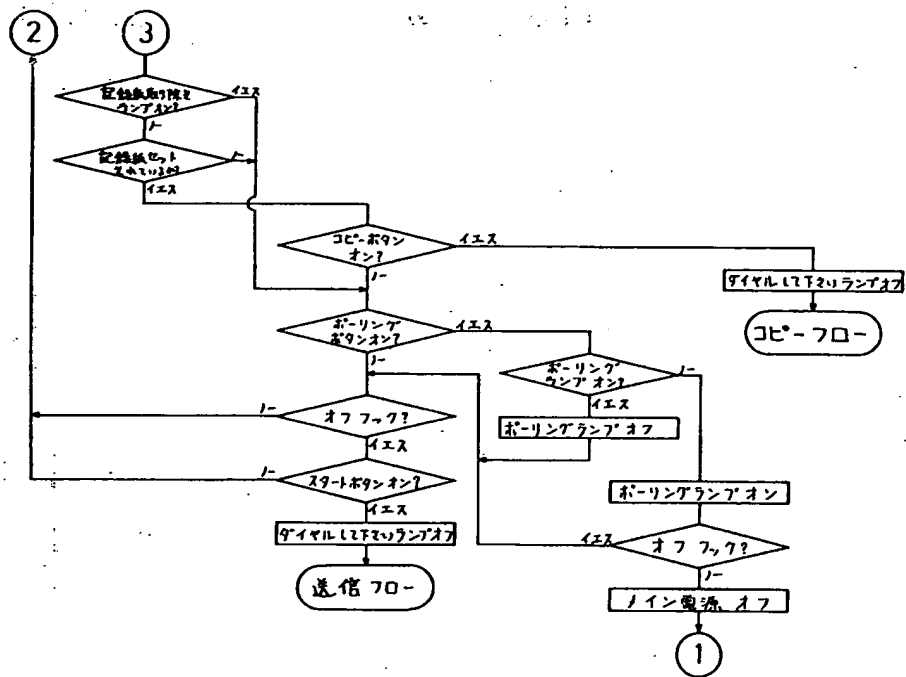 2
3
記録紙取り除き
ランプオン?
イエス
ノー
記録紙セット
されているか?
ノー
イエス
コピーボタン
オン?
イエス
ノー
ダイヤルして下さいランプオフ
コピーフロー
ポーリング
ボタンオン?
イエス
ノー
ポーリング
ランプオン?
ノー
イエス
ポーリングランプオフ
オフフック?
ノー
イエス
スタートボタンオン?
ノー
イエス
ポーリングランプオン
ダイヤルして下さいランプオフ
オフフック?
イエス
ノー
送信フロー
メイン電源オフ
1